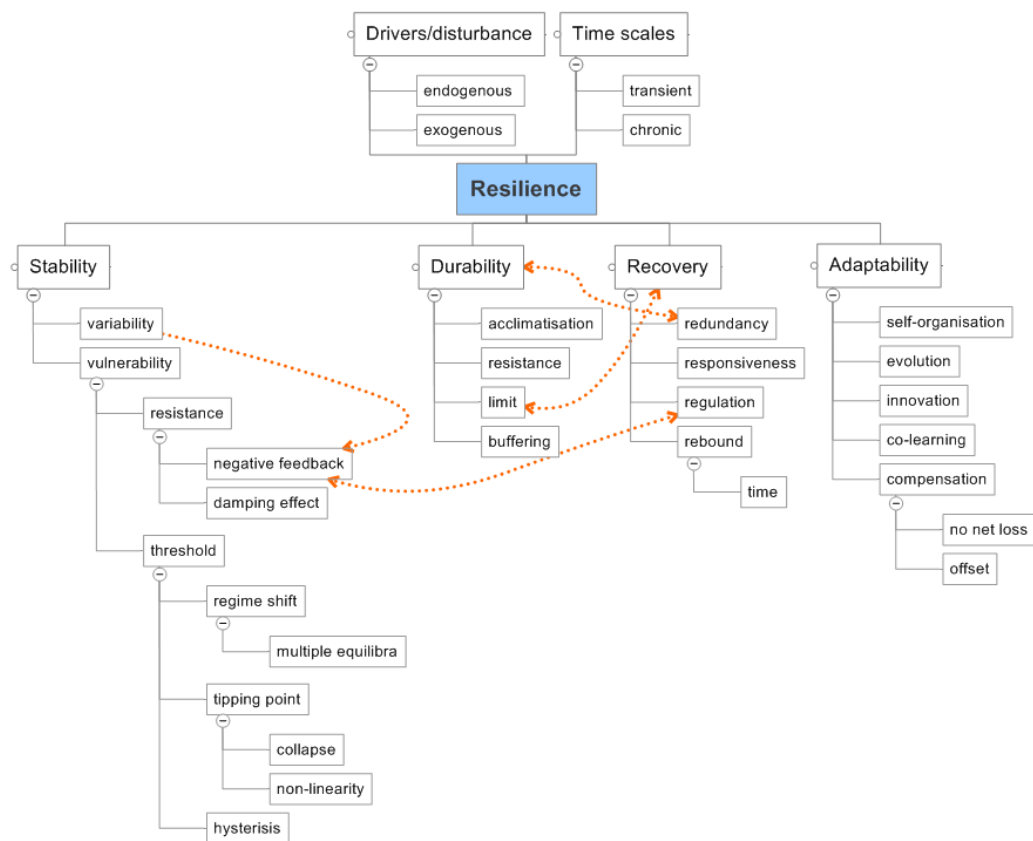 Drivers/disturbance
endogenous
exogenous
Time scales
transient
chronic
Resilience
Stability
variability
vulnerability
resistance
negative feedback
damping effect
threshold
regime shift
multiple equilibra
tipping point
collapse
non-linearity
hysterisis
Durability
acclimatisation
resistance
limit
buffering
Recovery
redundancy
responsiveness
regulation
rebound
time
Adaptability
self-organisation
evolution
innovation
co-learning
compensation
no net loss
offset